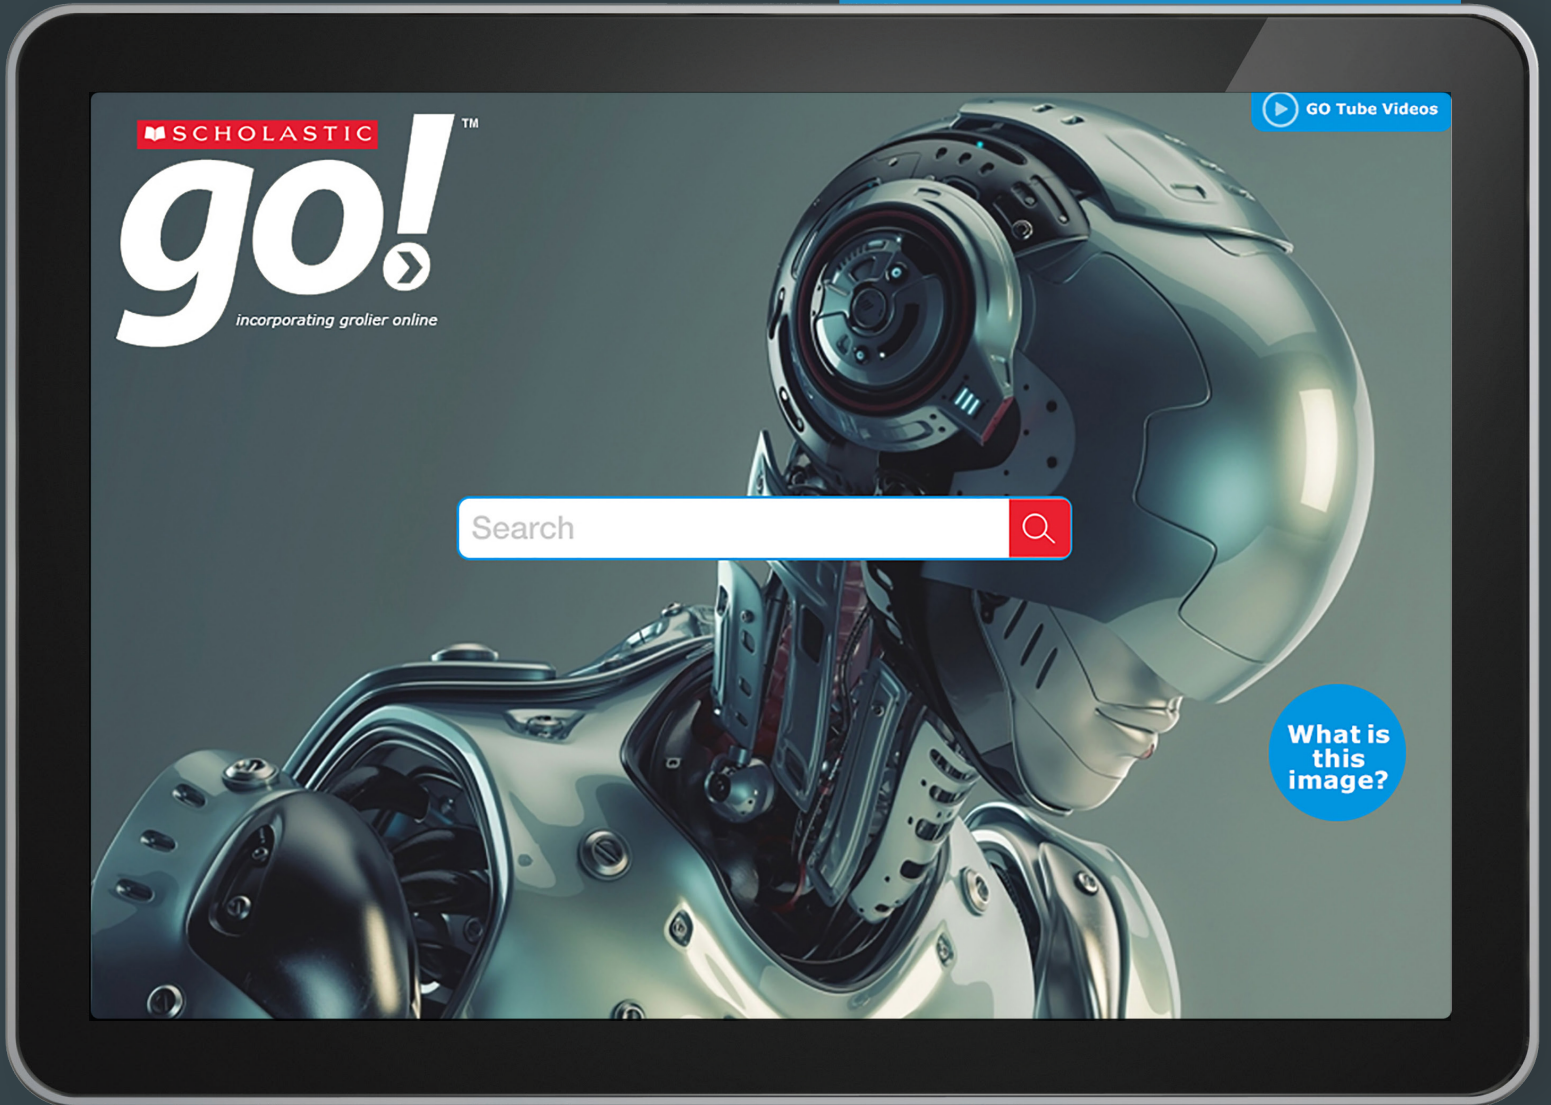 SCHOLASTIC
go!™
incorporating grolier online
GO Tube Videos
Search
What is
this
image?